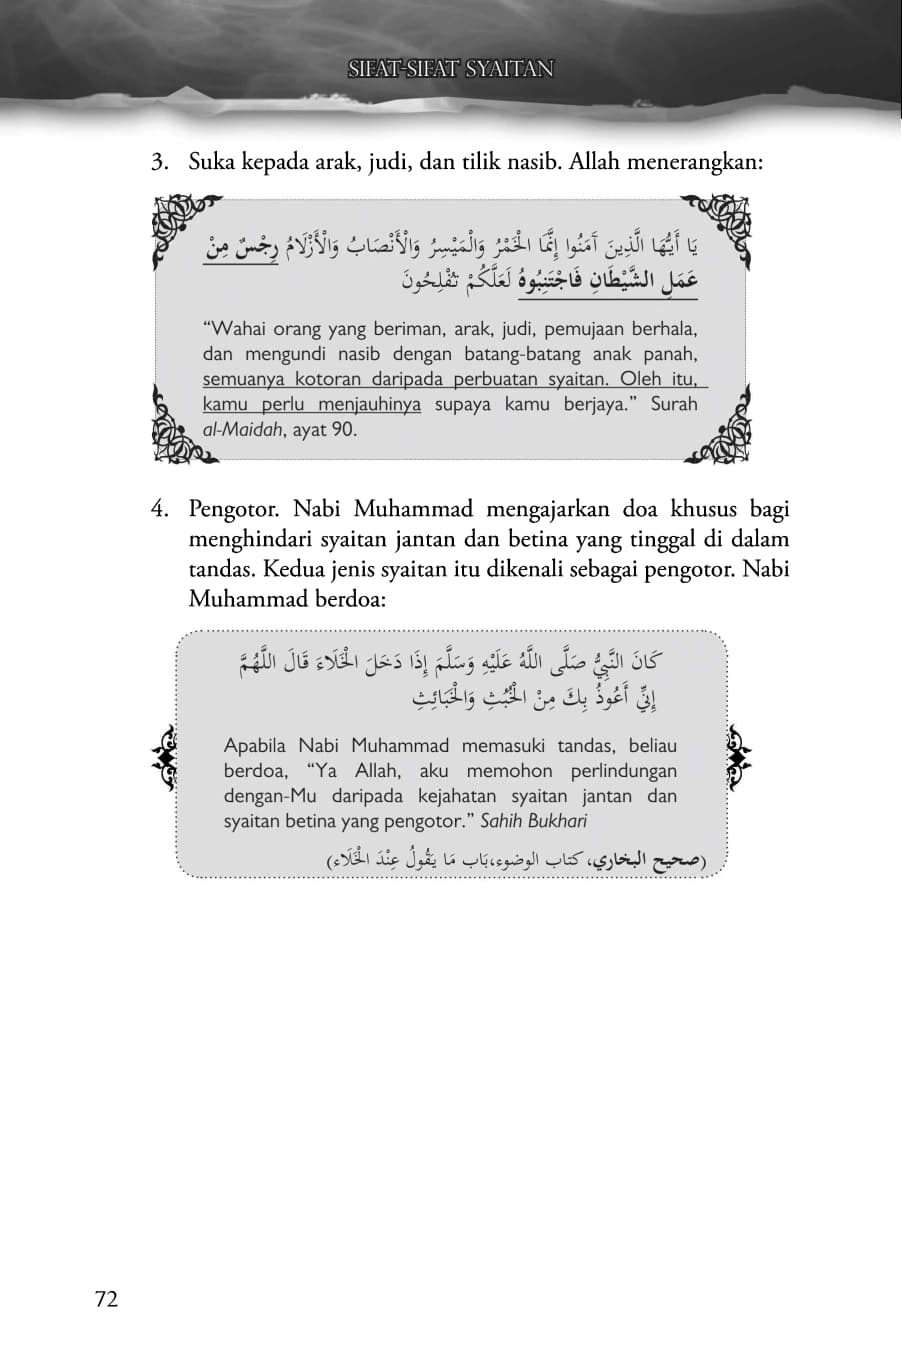 SIFAT-SIFAT SYAITAN
3. Suka kepada arak, judi, dan tilik nasib. Allah menerangkan:
يَا أَيُّهَا الَّذِينَ آمَنُوا إِنَّمَا الْخَمْرُ وَالْمَيْسِرُ وَالْأَنْصَابُ وَالْأَزْلَامُ رِجْسٌ مِنْ
عَمَلِ الشَّيْطَانِ فَاجْتَنِبُوهُ لَعَلَّكُمْ تُفْلِحُونَ
“Wahai orang yang beriman, arak, judi, pemujaan berhala,
dan mengundi nasib dengan batang-batang anak panah,
semuanya kotoran daripada perbuatan syaitan. Oleh itu,
kamu perlu menjauhinya supaya kamu berjaya.” Surah
al-Maidah, ayat 90.
4. Pengotor. Nabi Muhammad mengajarkan doa khusus bagi
menghindari syaitan jantan dan betina yang tinggal di dalam
tandas. Kedua jenis syaitan itu dikenali sebagai pengotor. Nabi
Muhammad berdoa:
كَانَ النَّبِيُّ صَلَّى اللَّهُ عَلَيْهِ وَسَلَّمَ إِذَا دَخَلَ الْخَلَاءَ قَالَ اللَّهُمَّ
إِنِّي أَعُوذُ بِكَ مِنْ الْخُبُثِ وَالْخَبَائِثِ
Apabila Nabi Muhammad memasuki tandas, beliau
berdoa, “Ya Allah, aku memohon perlindungan
dengan-Mu daripada kejahatan syaitan jantan dan
syaitan betina yang pengotor.” Sahih Bukhari
(صحيح البخاري، كتاب الوضوء،بَاب مَا يَقُولُ عِنْدَ الْخَلَاء)
72